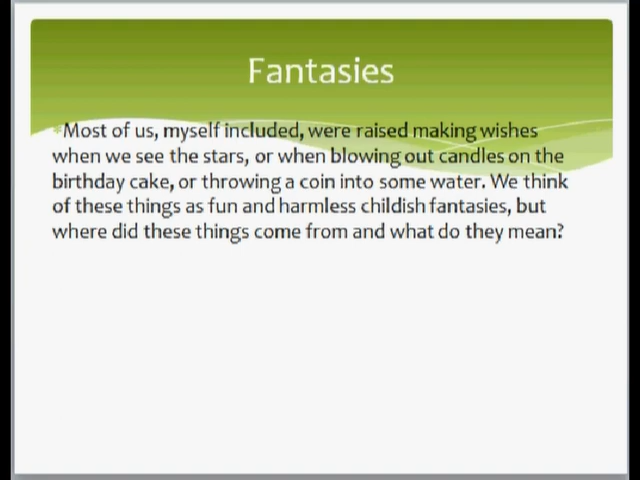 Fantasies
Most of us, myself included, were raised making wishes
when we see the stars, or when blowing out candles on the
birthday cake, or throwing a coin into some water. We think
of these things as fun and harmless childish fantasies, but
where did these things come from and what do they mean?